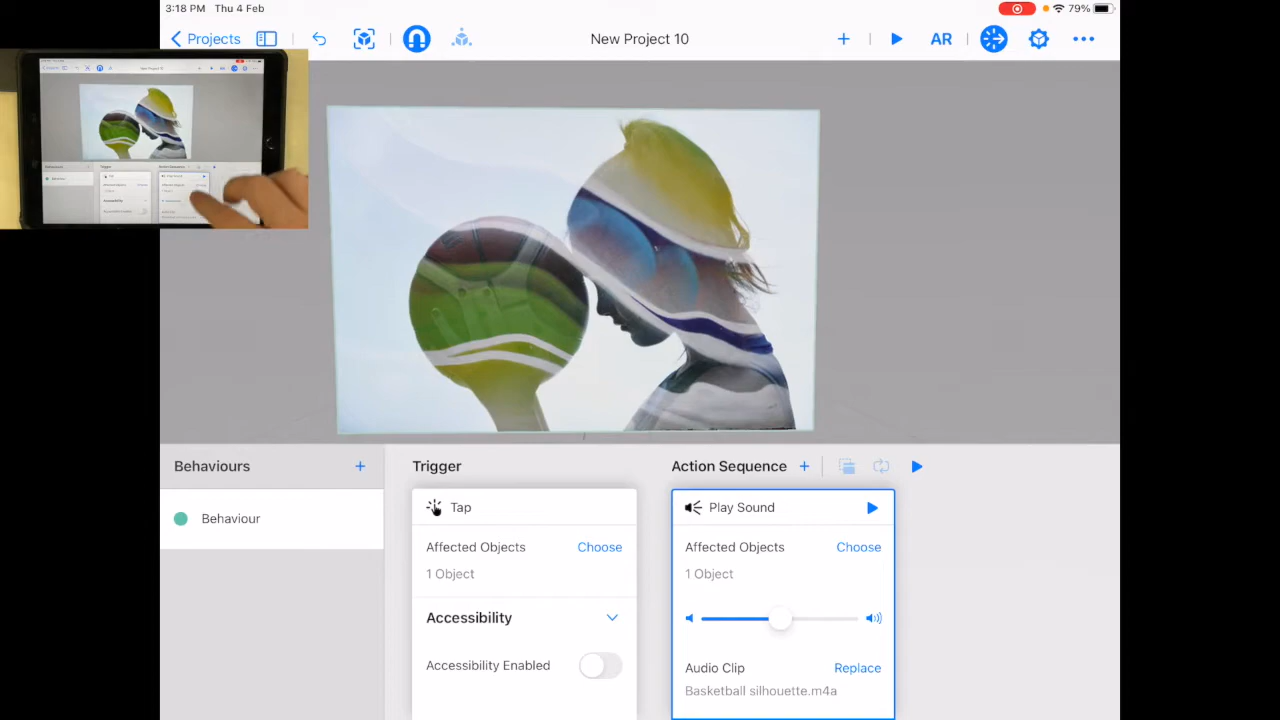 3:18 PM Thu 4 Feb 79%
Projects New Project 10 AR
Behaviours
Behaviour
Trigger
Tap
Affected Objects Choose
1 Object
Accessibility
Accessibility Enabled
Action Sequence
Play Sound
Affected Objects Choose
1 Object
Audio Clip Replace
Basketball silhouette.m4a